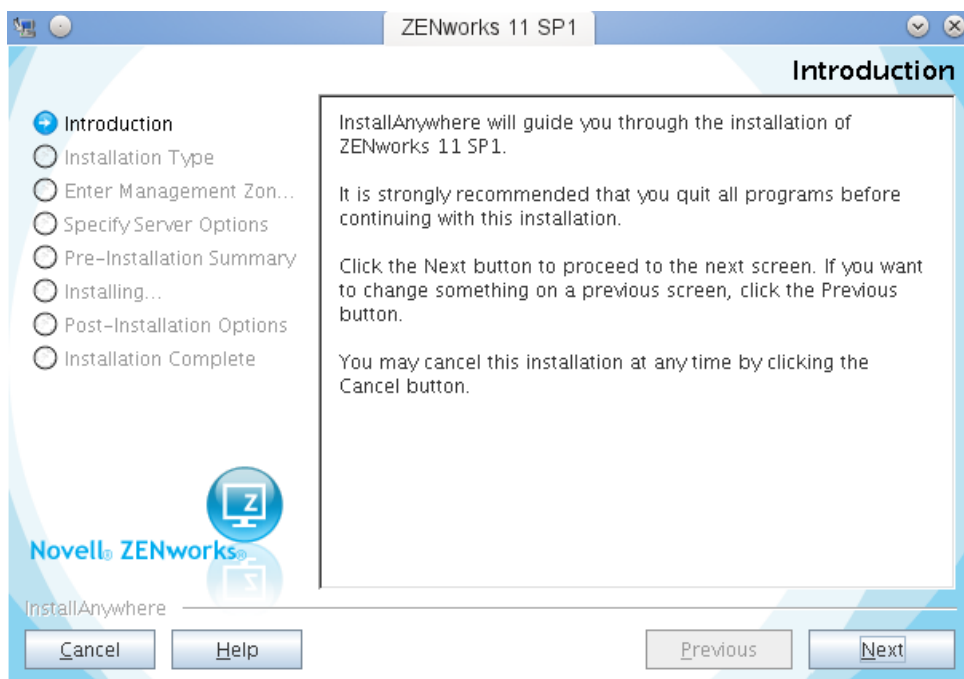 ZENworks 11 SP1
Introduction
Introduction
Installation Type
Enter Management Zon...
Specify Server Options
Pre-Installation Summary
Installing...
Post-Installation Options
Installation Complete
InstallAnywhere will guide you through the installation of
ZENworks 11 SP1.
It is strongly recommended that you quit all programs before
continuing with this installation.
Click the Next button to proceed to the next screen. If you want
to change something on a previous screen, click the Previous
button.
You may cancel this installation at any time by clicking the
Cancel button.
Z
Novell® ZENworks®
InstallAnywhere
Cancel
Help
Previous
Next